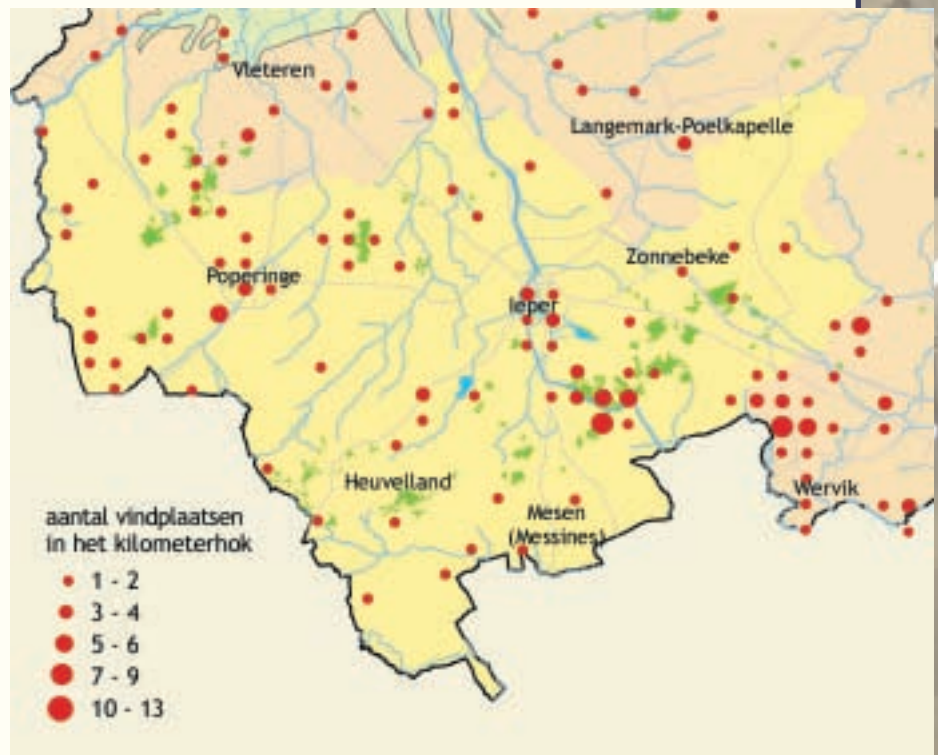 Vleteren
Langemark-Poelkapelle
Zonnebeke
Poperinge
Ieper
Heuvelland
Mesen
(Messines)
Wervik
aantal vindplaatsen
in het kilometerhok
1 - 2
3 - 4
5 - 6
7 - 9
10 - 13